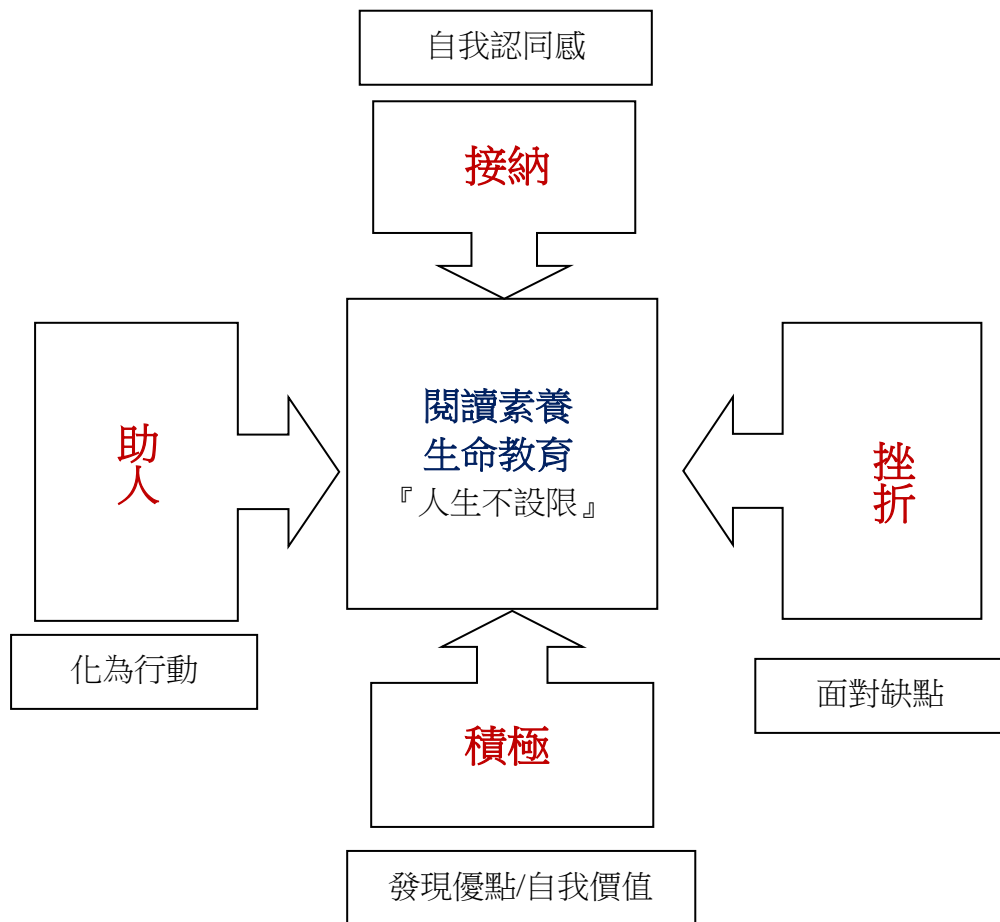 自我認同感
接納
助人
閱讀素養
生命教育
『人生不設限』
挫折
化為行動
面對缺點
積極
發現優點/自我價值